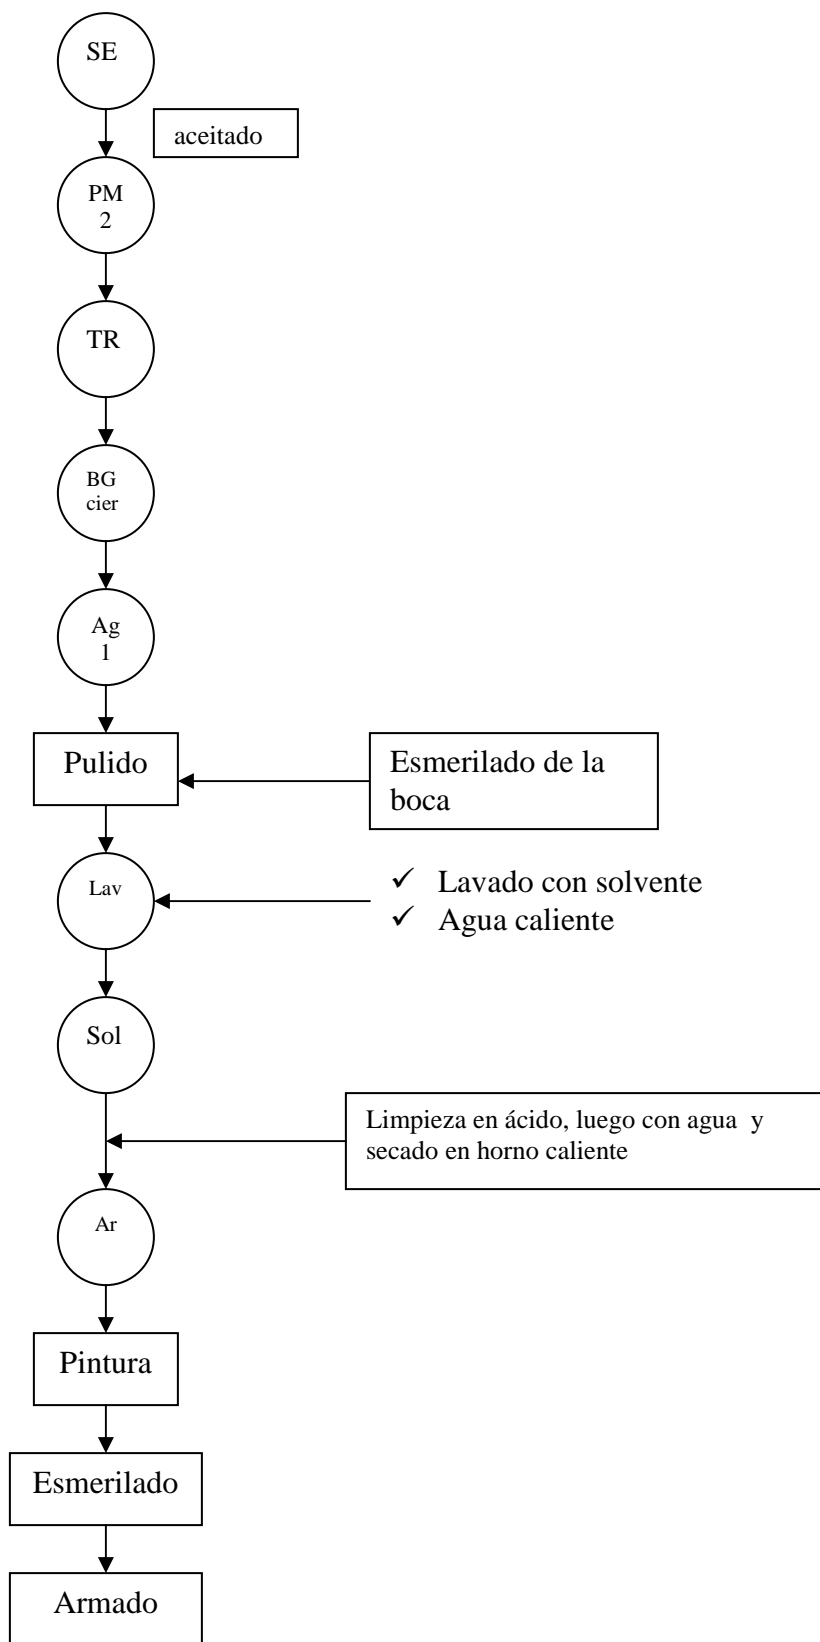 SE
aceitado
PM
2
TR
BG
cier
Ag
1
Pulido
Esmerilado de la
boca
Lav
✓ Lavado con solvente
✓ Agua caliente
Sol
Limpieza en ácido, luego con agua y
secado en horno caliente
Ar
Pintura
Esmerilado
Armado